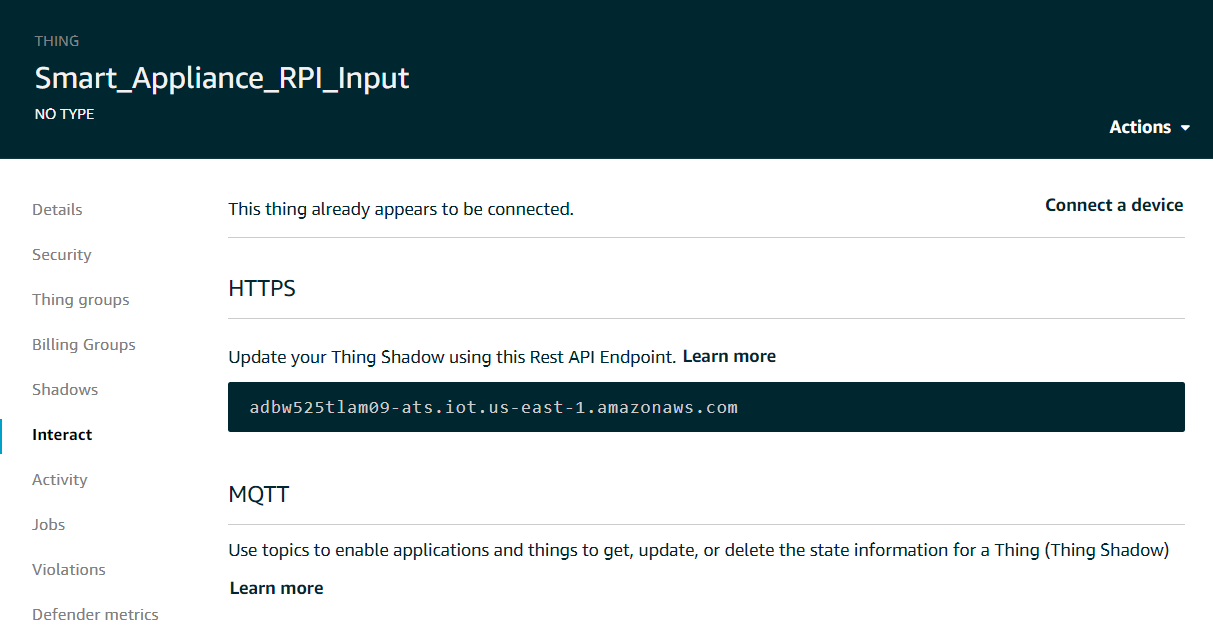 THING
Smart_Appliance_RPI_Input
NO TYPE
Actions
Details
Security
Thing groups
Billing Groups
Shadows
Interact
Activity
Jobs
Violations
Defender metrics
This thing already appears to be connected.
Connect a device
HTTPS
Update your Thing Shadow using this Rest API Endpoint. Learn more
adbw525tlam09-ats.iot.us-east-1.amazonaws.com
MQTT
Use topics to enable applications and things to get, update, or delete the state information for a Thing (Thing Shadow)
Learn more